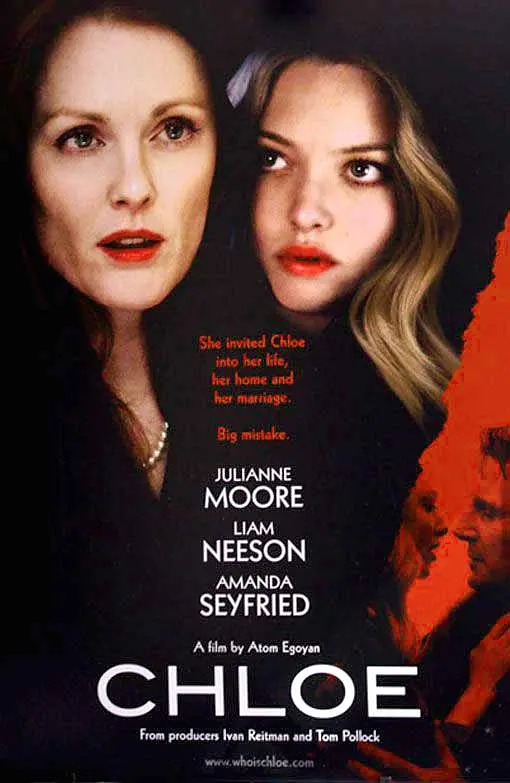 She invited Chloe
into her life,
her home and
her marriage.
Big mistake.
JULIANNE
MOORE
LIAM
NEESON
AMANDA
SEYFRIED
A film by Atom Egoyan
CHLOE
From producers Ivan Reitman and Tom Pollock
www.whoischloe.com